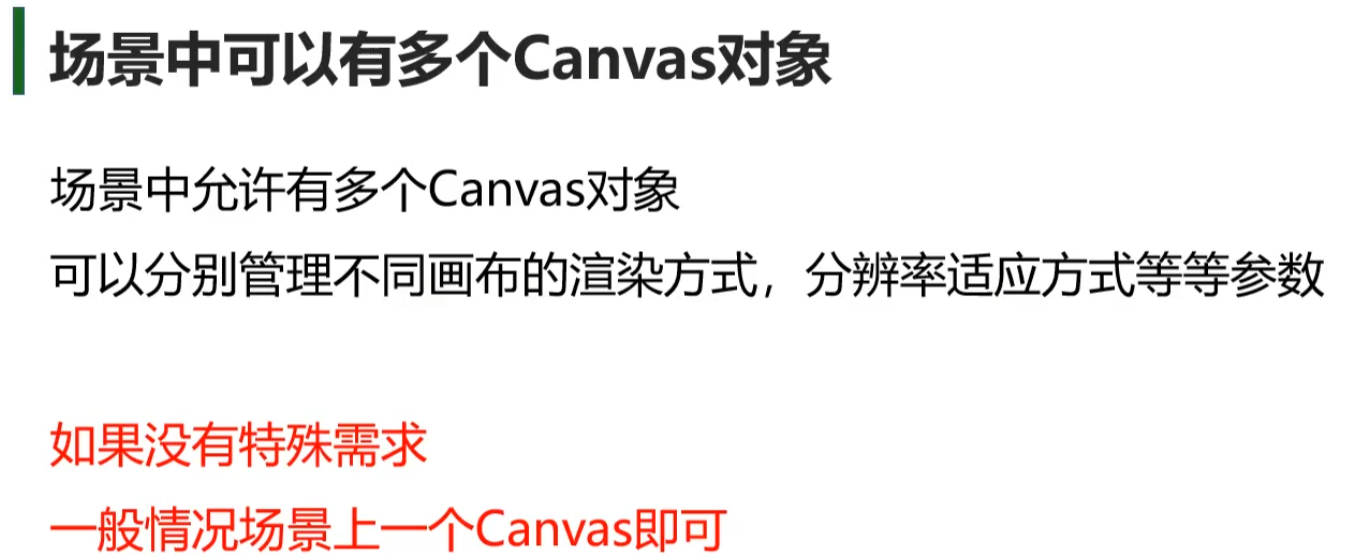 场景中可以有多个Canvas对象
场景中允许有多个Canvas对象
可以分别管理不同画布的渲染方式，分辨率适应方式等等参数
如果没有特殊需求
一般情况场景上一个Canvas即可